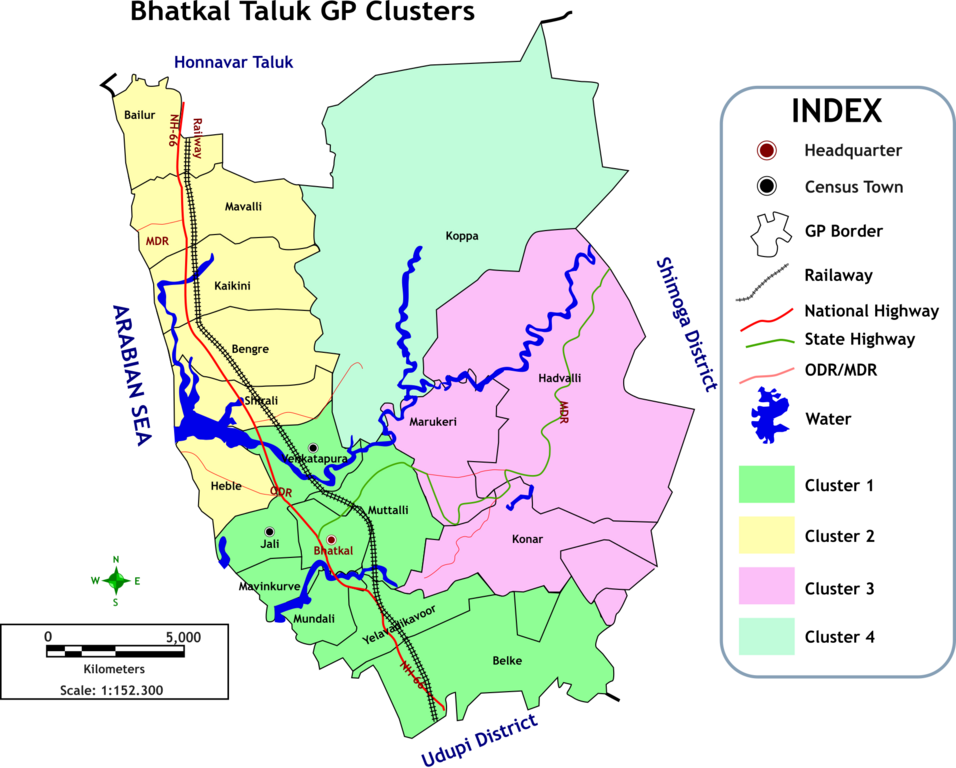 Bhatkal Taluk GP Clusters
Honnavar Taluk
Bailur
NH-66
Railway
Mavalli
MDR
Koppa
Kaikini
Bengre
Shirali
Hadvalli
MDR
Marukeri
Venkatapura
Heble
ODR
Muttalli
Jali
Bhatkal
Konar
Mavinkurve
Mundali
Yelavadikavoor
Belke
NH-66
ARABIAN SEA
Shimoga District
Udupi District
N
W E
S
0 5,000
Kilometers
Scale: 1:152.300
INDEX
Headquarter
Census Town
GP Border
Railaway
National Highway
State Highway
ODR/MDR
Water
Cluster 1
Cluster 2
Cluster 3
Cluster 4